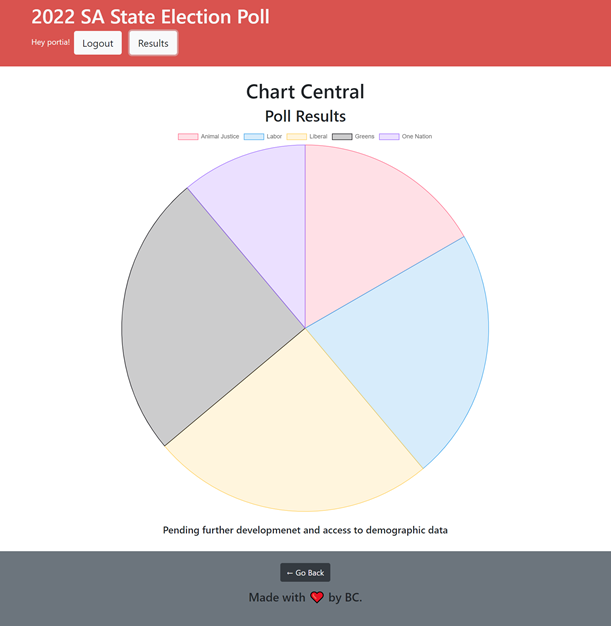 2022 SA State Election Poll
Hey portia! Logout Results
Chart Central
Poll Results
Animal Justice Labor Liberal Greens One Nation
Pending further developmenet and access to demographic data
← Go Back
Made with ❤ by BC.